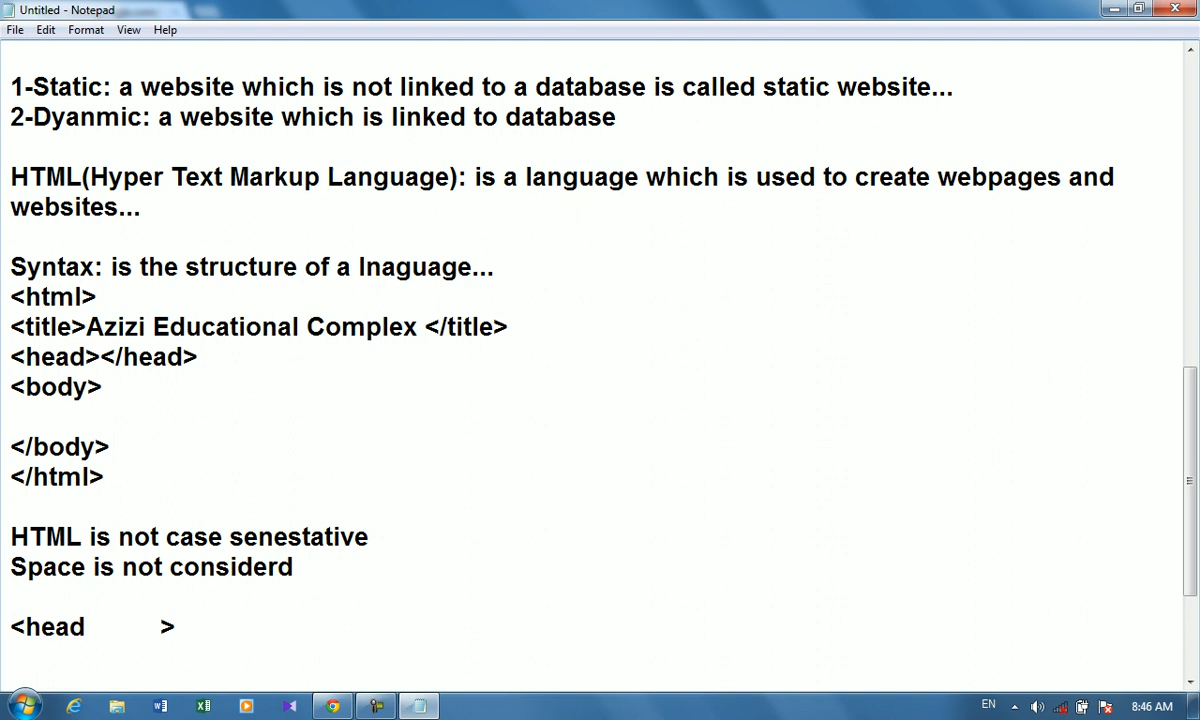 Untitled - Notepad
File Edit Format View Help
1-Static: a website which is not linked to a database is called static website...
2-Dyanmic: a website which is linked to database
HTML(Hyper Text Markup Language): is a language which is used to create webpages and
websites...
Syntax: is the structure of a lnaguage...
<html>
<title>Azizi Educational Complex </title>
<head></head>
<body>
</body>
</html>
HTML is not case senestative
Space is not considerd
<head          >
EN 8:46 AM